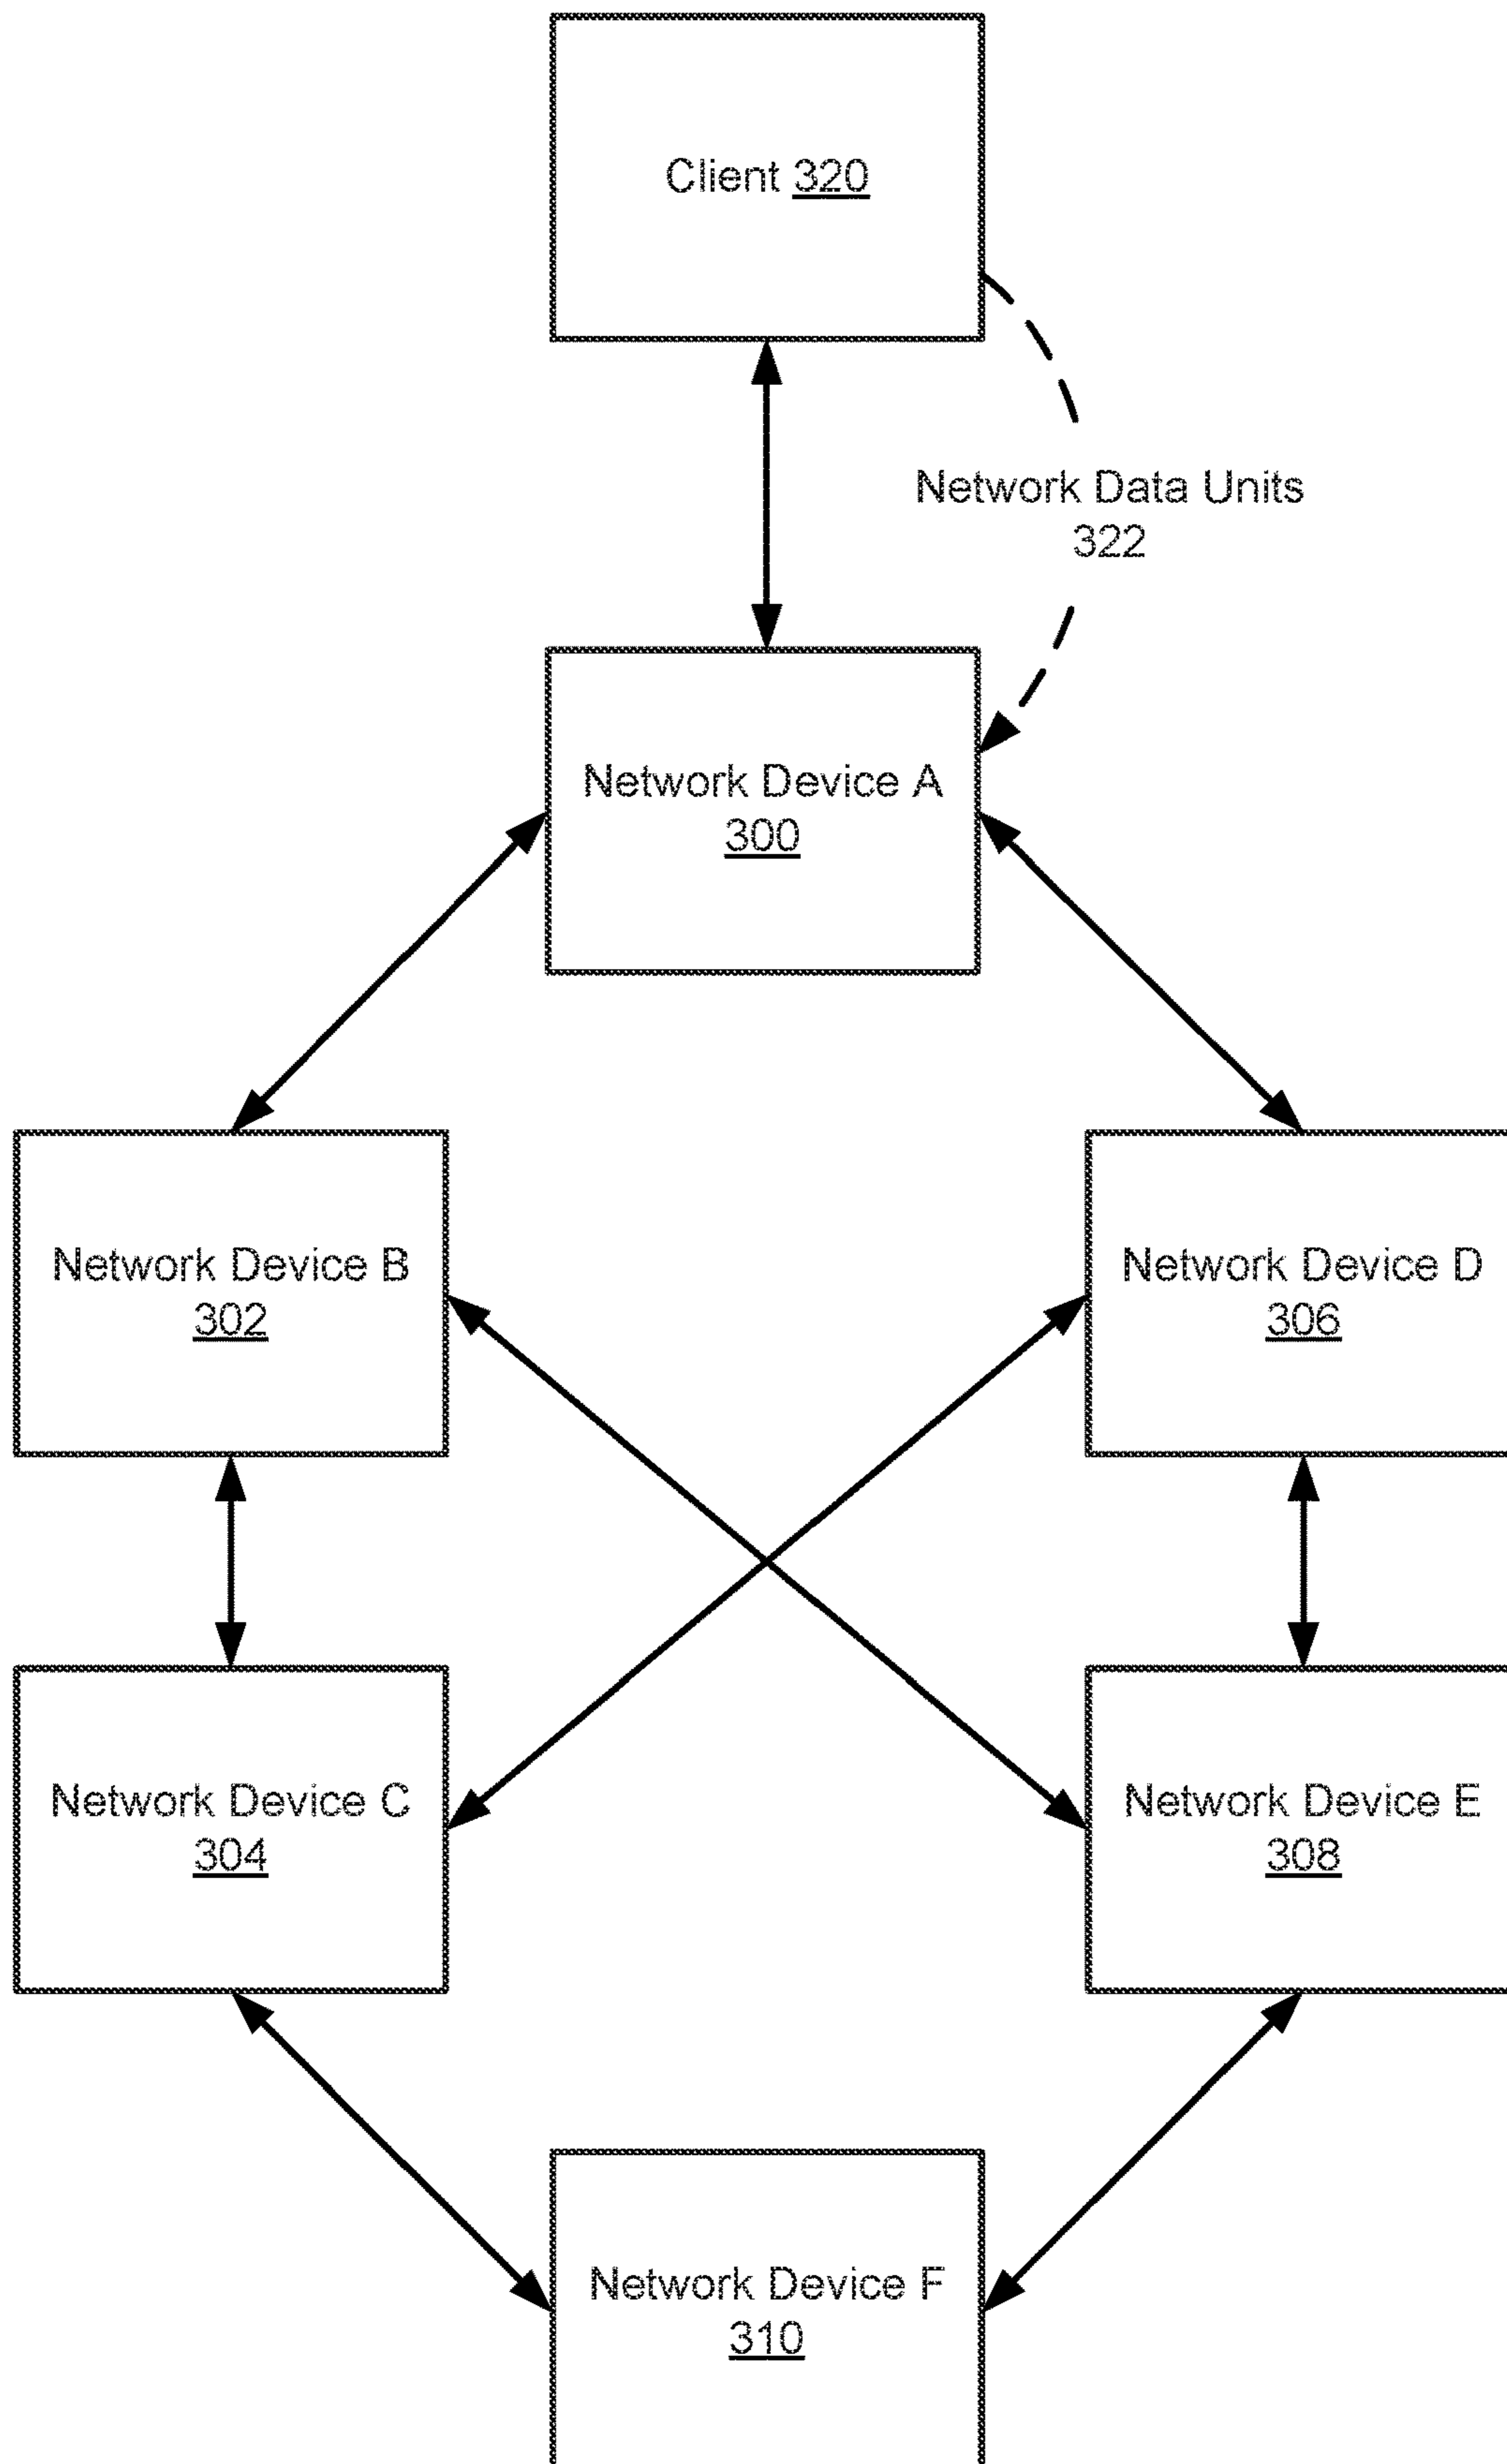 Client 320
Network Data Units
322
Network Device A
300
Network Device B
302
Network Device D
306
Network Device C
304
Network Device E
308
Network Device F
310